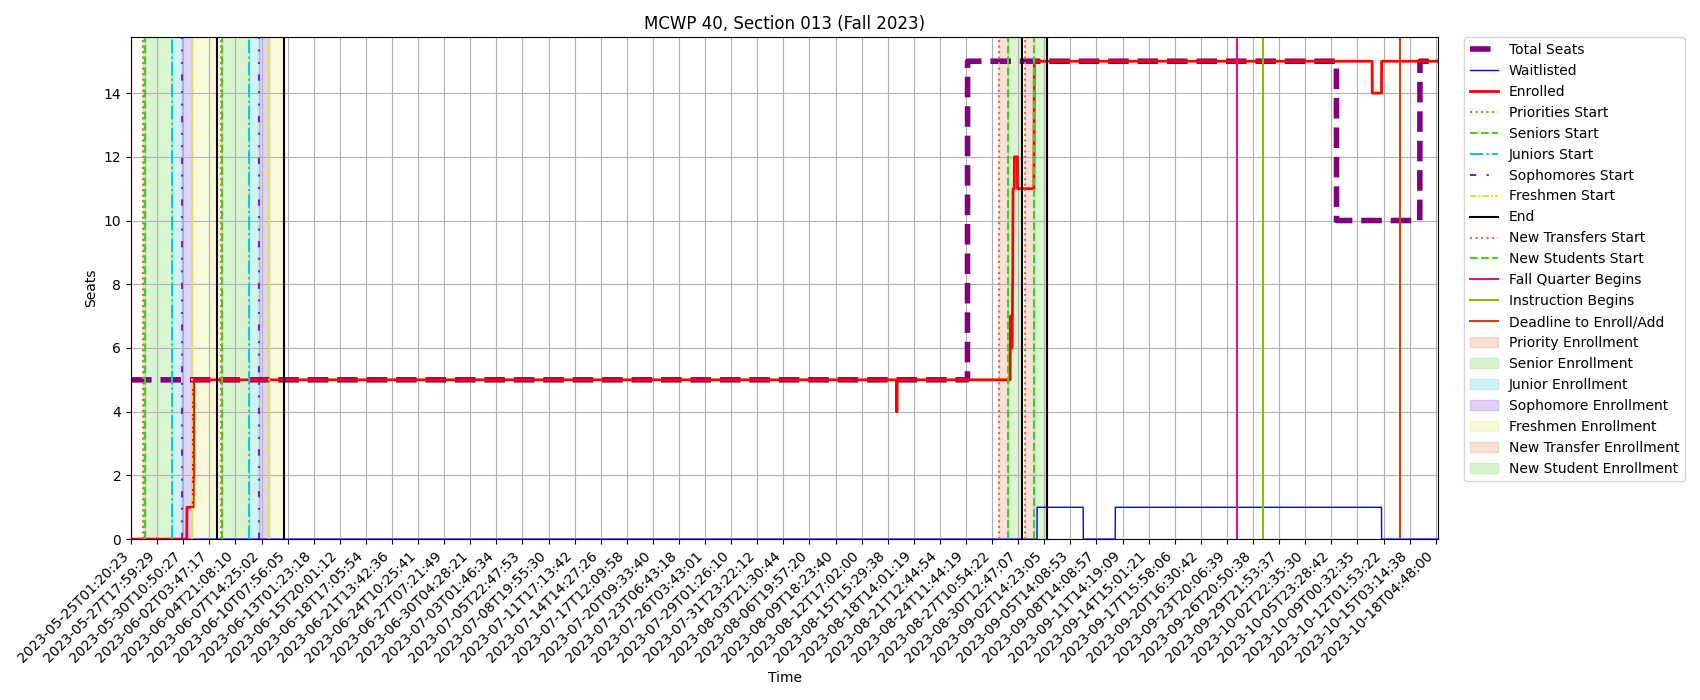 MCWP 40, Section 013 (Fall 2023)
Seats
14
12
10
8
6
4
2
0
2023-05-25T01:20:23
2023-05-27T17:59:29
2023-05-30T10:50:27
2023-06-02T03:47:17
2023-06-04T21:08:10
2023-06-07T14:25:02
2023-06-10T07:56:05
2023-06-13T01:23:18
2023-06-15T20:01:12
2023-06-18T17:05:54
2023-06-21T13:42:36
2023-06-24T10:25:41
2023-06-27T07:21:49
2023-06-30T04:28:21
2023-07-03T01:46:34
2023-07-05T22:47:53
2023-07-08T19:55:30
2023-07-11T17:13:42
2023-07-14T14:27:26
2023-07-17T12:09:58
2023-07-20T09:33:40
2023-07-23T06:43:18
2023-07-26T03:43:01
2023-07-29T01:26:10
2023-07-31T23:22:12
2023-08-03T21:30:44
2023-08-06T19:57:20
2023-08-09T18:23:40
2023-08-12T17:02:00
2023-08-15T15:29:38
2023-08-18T14:01:19
2023-08-21T12:44:54
2023-08-24T11:44:19
2023-08-27T10:54:22
2023-08-30T12:47:07
2023-09-02T14:23:05
2023-09-05T14:08:53
2023-09-08T14:08:57
2023-09-11T14:19:09
2023-09-14T15:01:21
2023-09-17T15:58:06
2023-09-20T16:30:42
2023-09-23T20:06:39
2023-09-26T20:50:38
2023-09-29T21:53:37
2023-10-02T22:35:30
2023-10-05T23:28:42
2023-10-09T00:32:35
2023-10-12T01:53:22
2023-10-15T03:14:38
2023-10-18T04:48:00
Time
Total Seats
Waitlisted
Enrolled
Priorities Start
Seniors Start
Juniors Start
Sophomores Start
Freshmen Start
End
New Transfers Start
New Students Start
Fall Quarter Begins
Instruction Begins
Deadline to Enroll/Add
Priority Enrollment
Senior Enrollment
Junior Enrollment
Sophomore Enrollment
Freshmen Enrollment
New Transfer Enrollment
New Student Enrollment